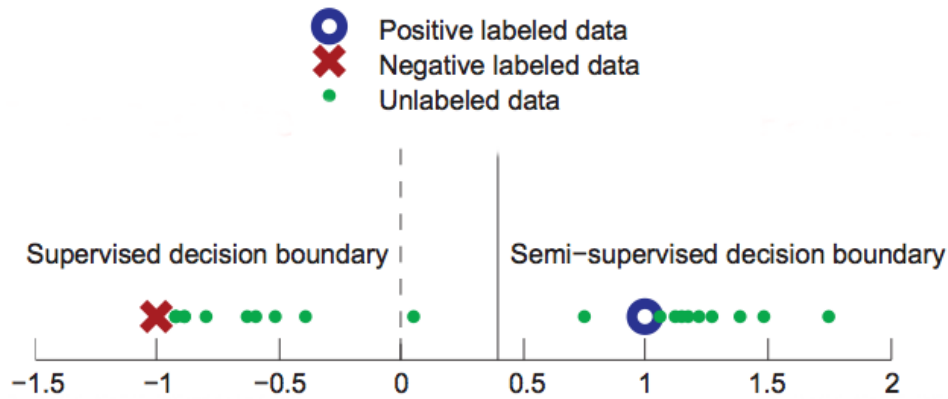 Positive labeled data
Negative labeled data
Unlabeled data
Supervised decision boundary
Semi−supervised decision boundary
−1.5 −1 −0.5 0 0.5 1 1.5 2